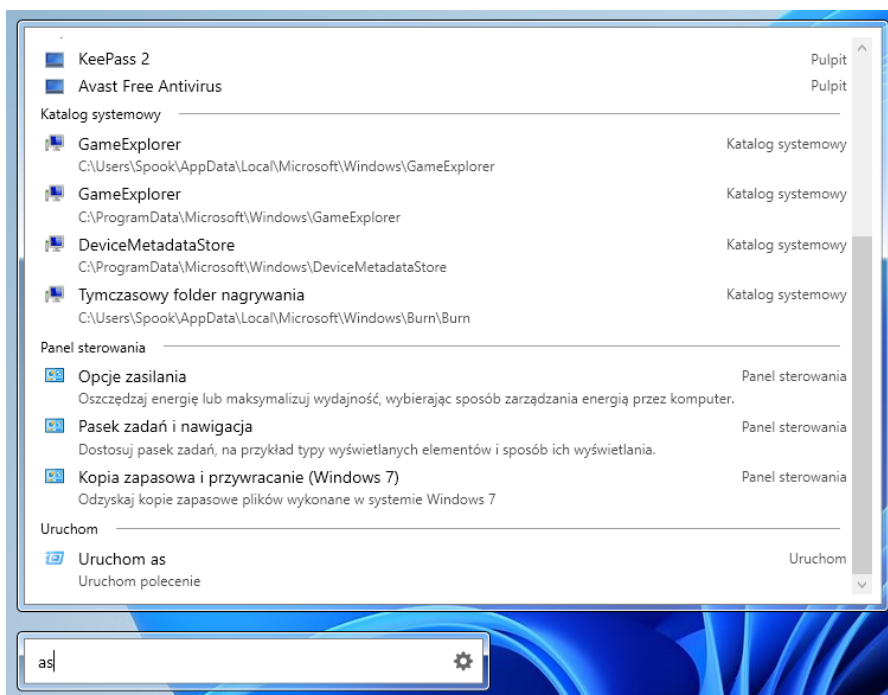 KeePass 2 Pulpit
Avast Free Antivirus Pulpit
Katalog systemowy
GameExplorer Katalog systemowy
C:\Users\Spook\AppData\Local\Microsoft\Windows\GameExplorer
GameExplorer Katalog systemowy
C:\ProgramData\Microsoft\Windows\GameExplorer
DeviceMetadataStore Katalog systemowy
C:\ProgramData\Microsoft\Windows\DeviceMetadataStore
Tymczasowy folder nagrywania Katalog systemowy
C:\Users\Spook\AppData\Local\Microsoft\Windows\Burn\Burn
Panel sterowania
Opcje zasilania Panel sterowania
Oszczędzaj energię lub maksymalizuj wydajność, wybierając sposób zarządzania energią przez komputer.
Pasek zadań i nawigacja Panel sterowania
Dostosuj pasek zadań, na przykład typy wyświetlanych elementów i sposób ich wyświetlania.
Kopia zapasowa i przywracanie (Windows 7) Panel sterowania
Odzyskaj kopie zapasowe plików wykonane w systemie Windows 7
Uruchom
Uruchom as Uruchom
Uruchom polecenie
as